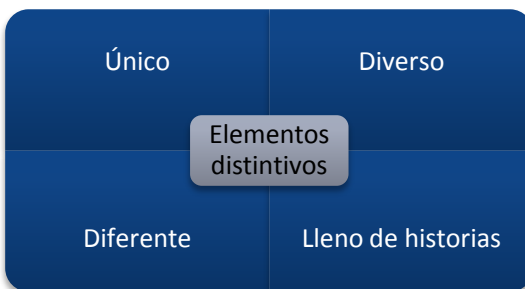 Único
Diverso
Elementos
distintivos
Diferente
Lleno de historias